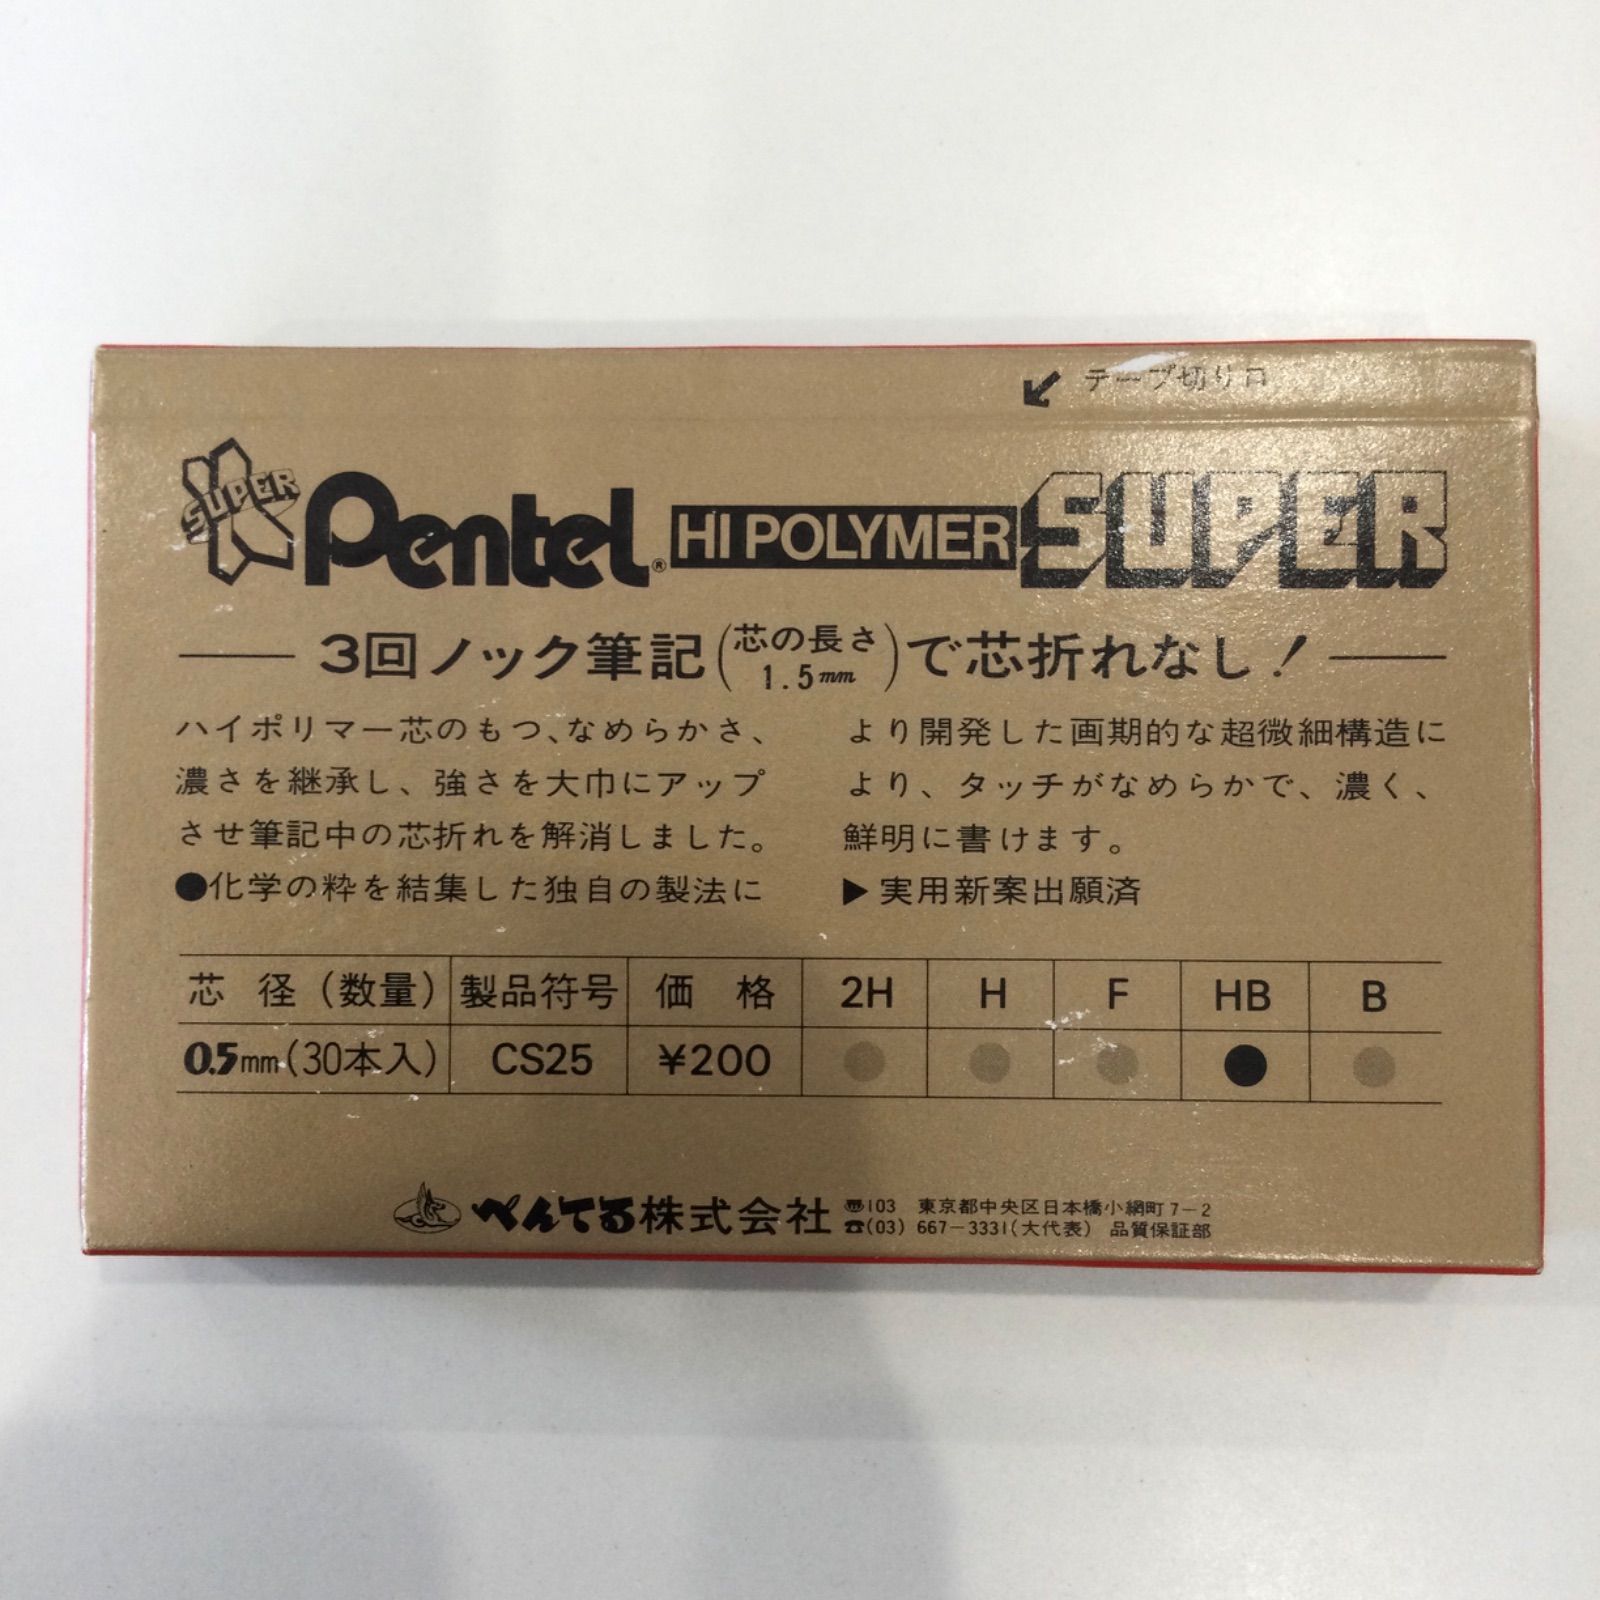 テープ切り口
SUPER
Pentel® HI POLYMER SUPER
3回ノック筆記(芯の長さ1.5mm)で芯折れなし!
ハイポリマー芯のもつ、なめらかさ、
濃さを継承し、強さを大巾にアップ
させ筆記中の芯折れを解消しました。
●化学の粋を結集した独自の製法に
より開発した画期的な超微細構造に
より、タッチがなめらかで、濃く、
鮮明に書けます。
▶実用新案出願済
芯径(数量) 製品符号 価格 2H H F HB B
0.5mm(30本入) CS25 ¥200 ● ● ● ● ●
ぺんてる株式会社
〠103 東京都中央区日本橋小網町7-2
☎(03) 667-3331(大代表) 品質保証部